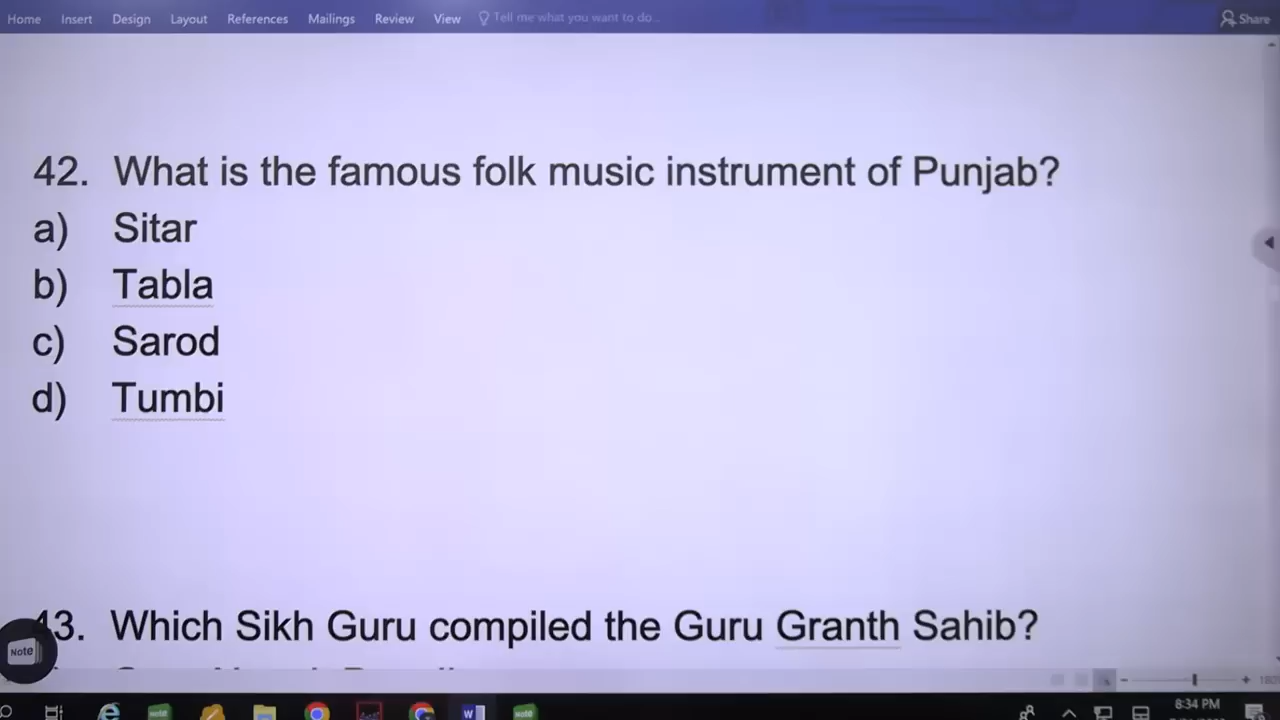 Home Insert Design Layout References Mailings Review View Tell me what you want to do... Share
42. What is the famous folk music instrument of Punjab?
a) Sitar
b) Tabla
c) Sarod
d) Tumbi
43. Which Sikh Guru compiled the Guru Granth Sahib?
Note
8:34 PM